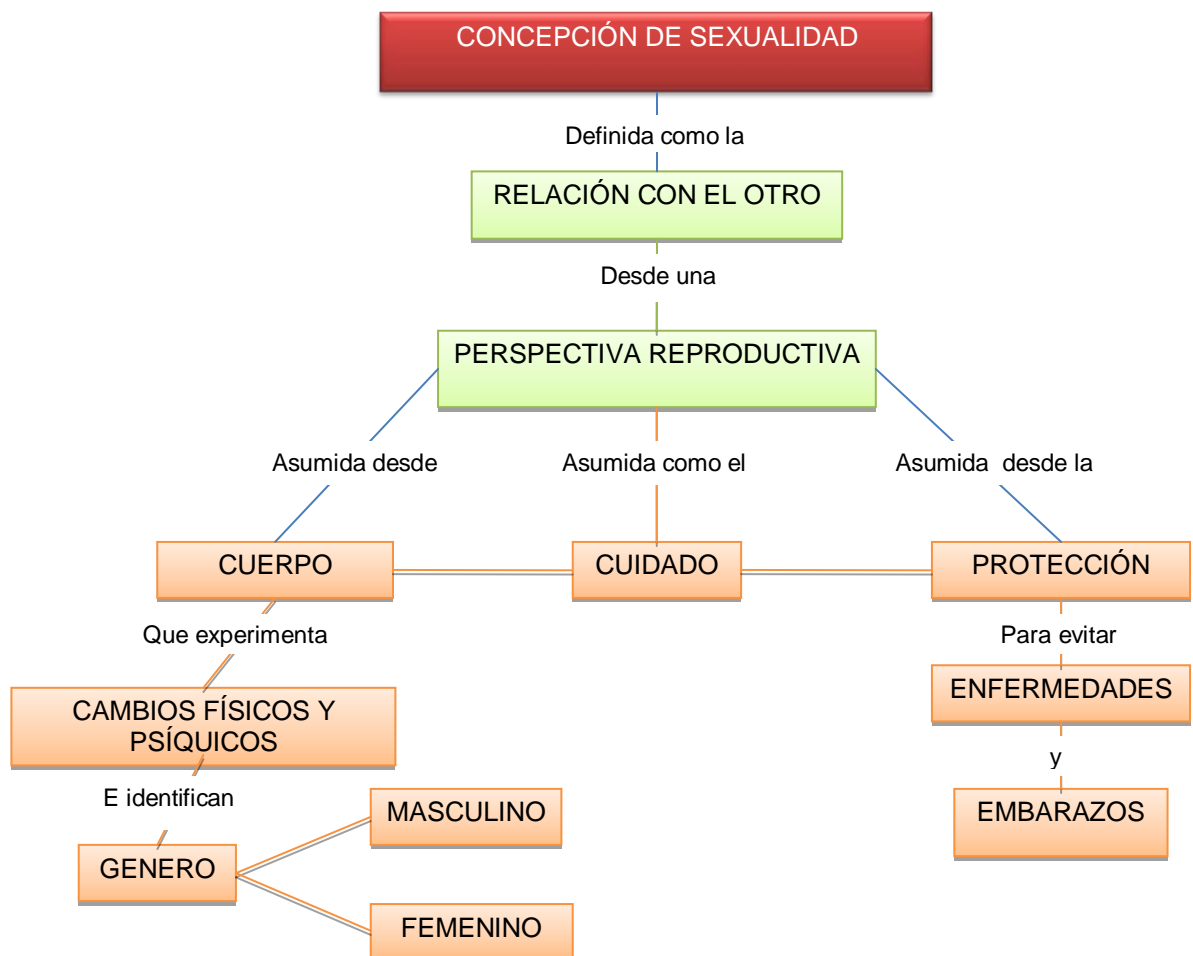 CONCEPCIÓN DE SEXUALIDAD
Definida como la
RELACIÓN CON EL OTRO
Desde una
PERSPECTIVA REPRODUCTIVA
Asumida desde
Asumida como el
Asumida desde la
CUERPO
CUIDADO
PROTECCIÓN
Que experimenta
Para evitar
CAMBIOS FÍSICOS Y
PSÍQUICOS
ENFERMEDADES
y
E identifican
MASCULINO
EMBARAZOS
GENERO
FEMENINO